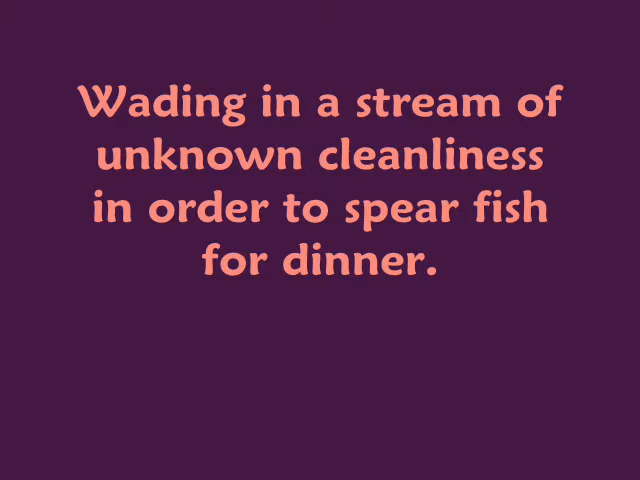 Wading in a stream of
unknown cleanliness
in order to spear fish
for dinner.